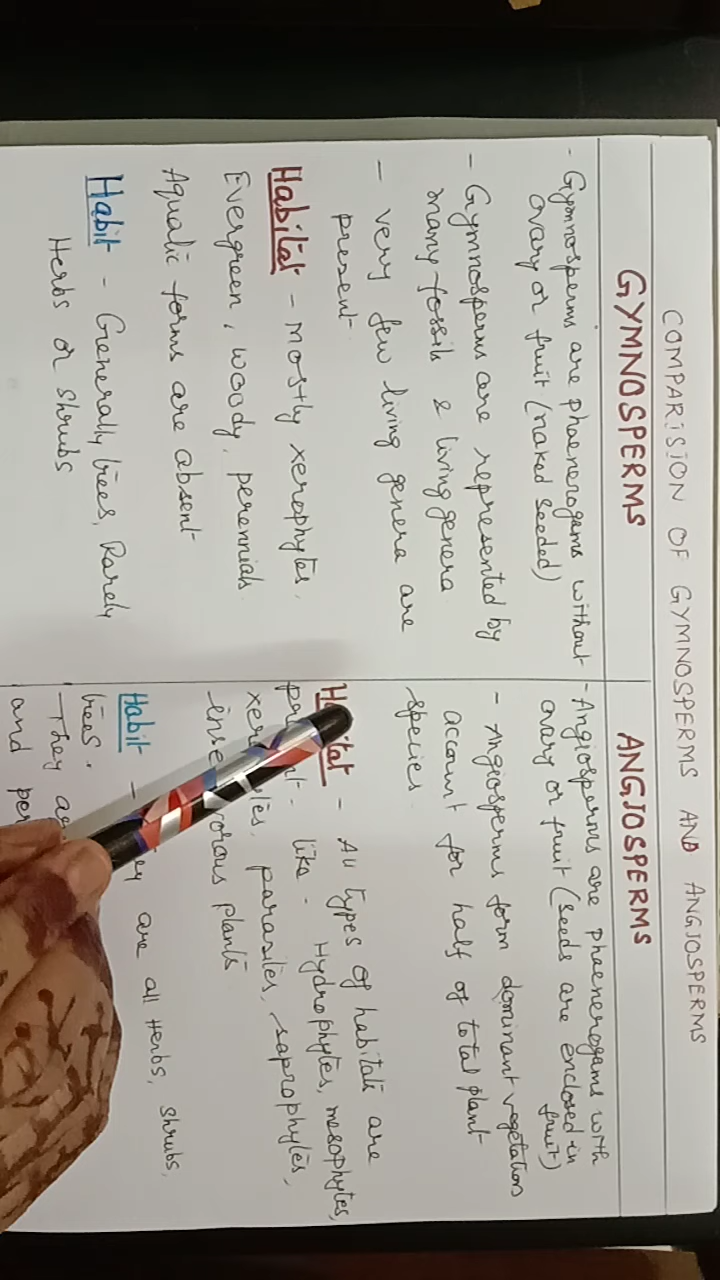 COMPARISION OF GYMNOSPERMS AND ANGIOSPERMS
GYMNOSPERMS
- Gymnosperms are phaenerogams without
ovary or fruit (naked seeded)
- Gymnosperms are represented by
many fossils & living genera
- very few living genera are
present.
Habitat - mostly xerophytes,
Evergreen, woody, perennials
Aquatic forms are absent
Habit - Generally trees, Rarely
Herbs or Shrubs
ANGIOSPERMS
- Angiosperms are phaenerogams with
ovary or fruit (seeds are enclosed in
fruit)
- Angiosperms form dominant vegetation
account for half of total plant
species.
- All types of habitats are
like - Hydrophytes, mesophytes,
parasites, saprophytes,
plants
Habit - are all Herbs, shrubs,
trees.
- They
and